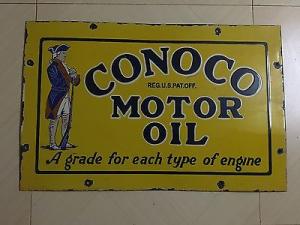 CONOCO
REG.U.S.PAT.OFF.
MOTOR
OIL
A grade for each type of engine